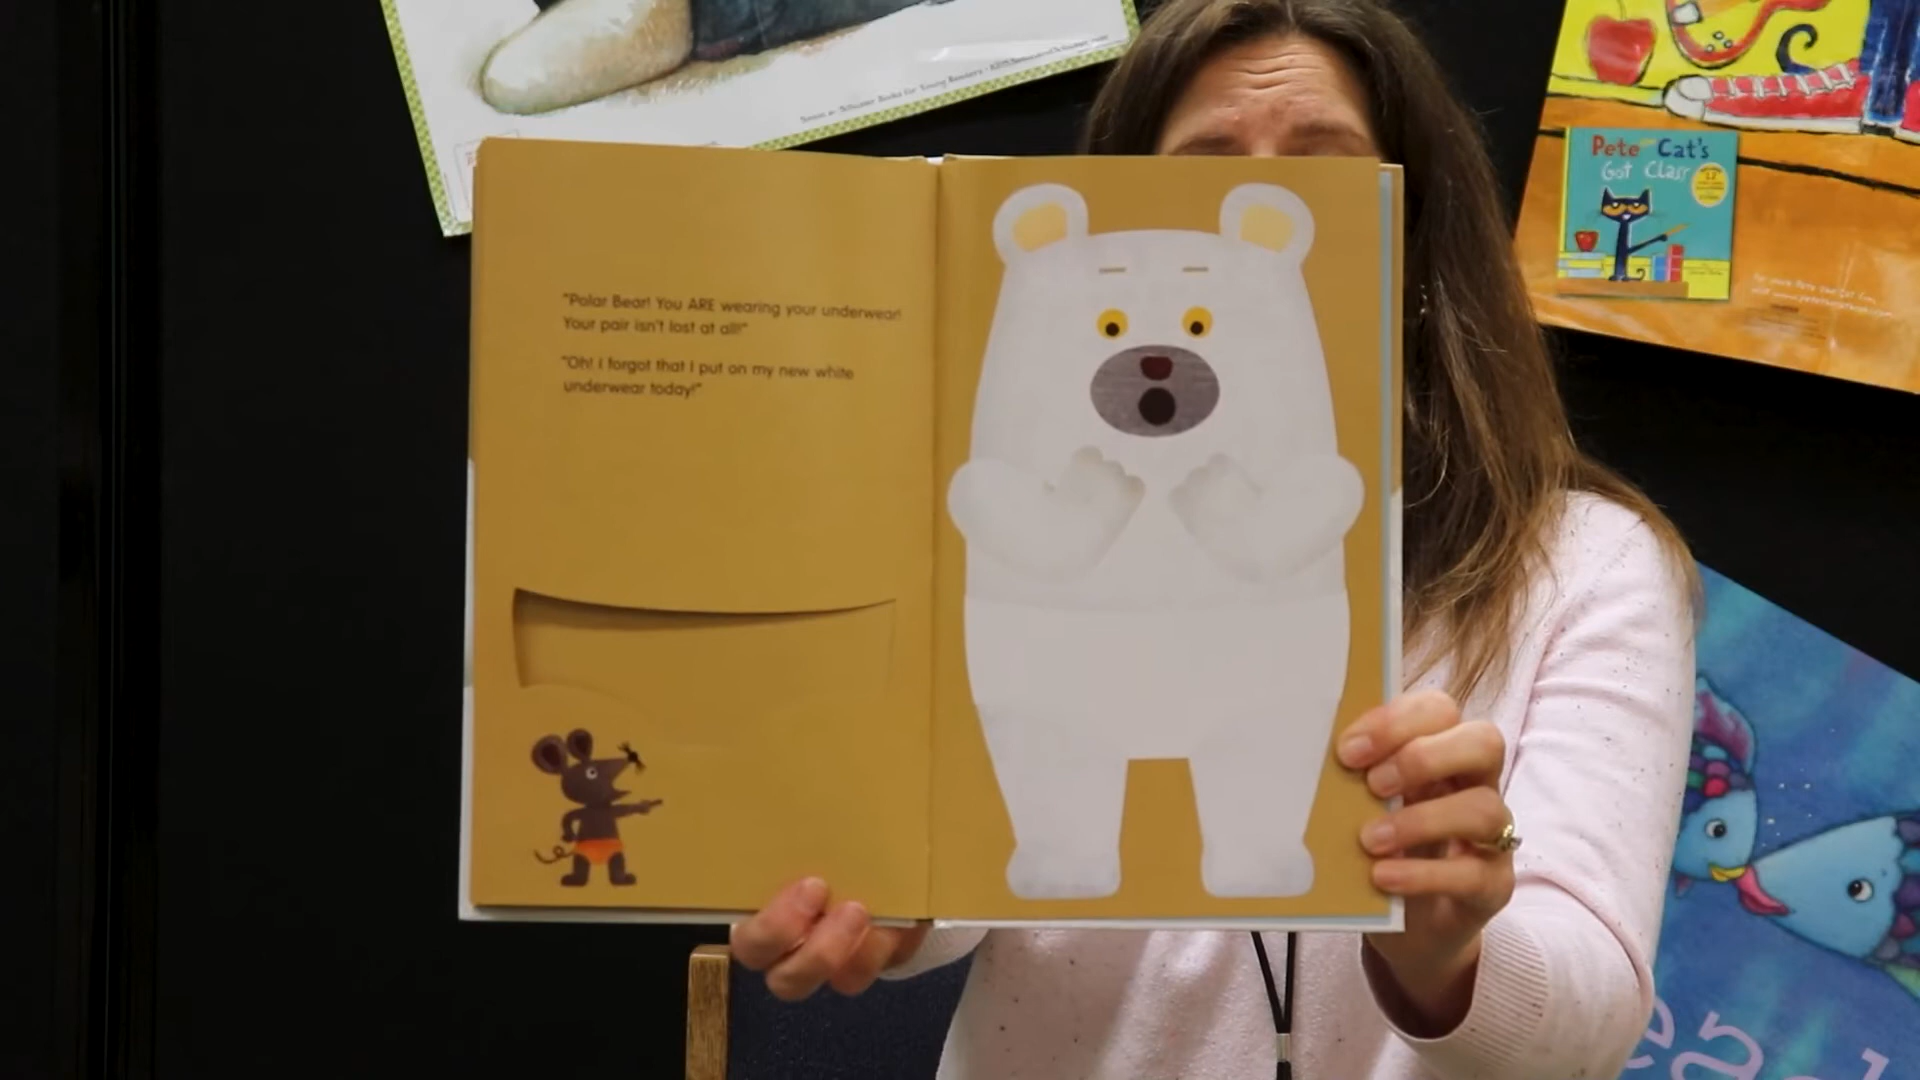 "Polar Bear! You ARE wearing your underwear!
Your pair isn't lost at all!"
"Oh! I forgot that I put on my new white
underwear today!"
Pete Cat's
Got Class